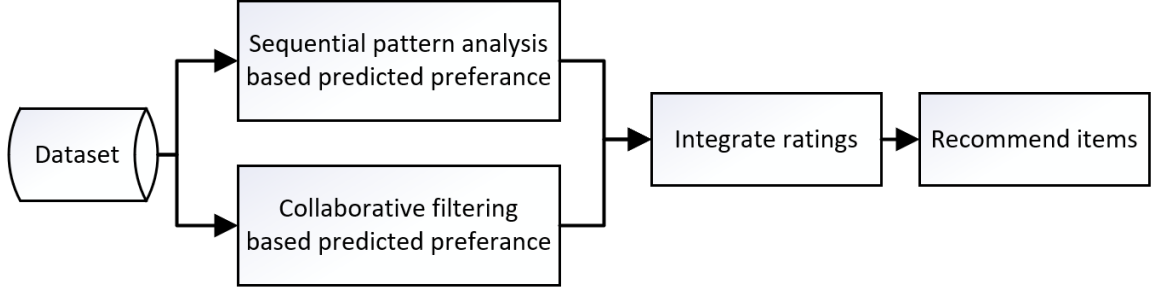 Dataset
Sequential pattern analysis
based predicted preferance
Collaborative filtering
based predicted preferance
Integrate ratings
Recommend items